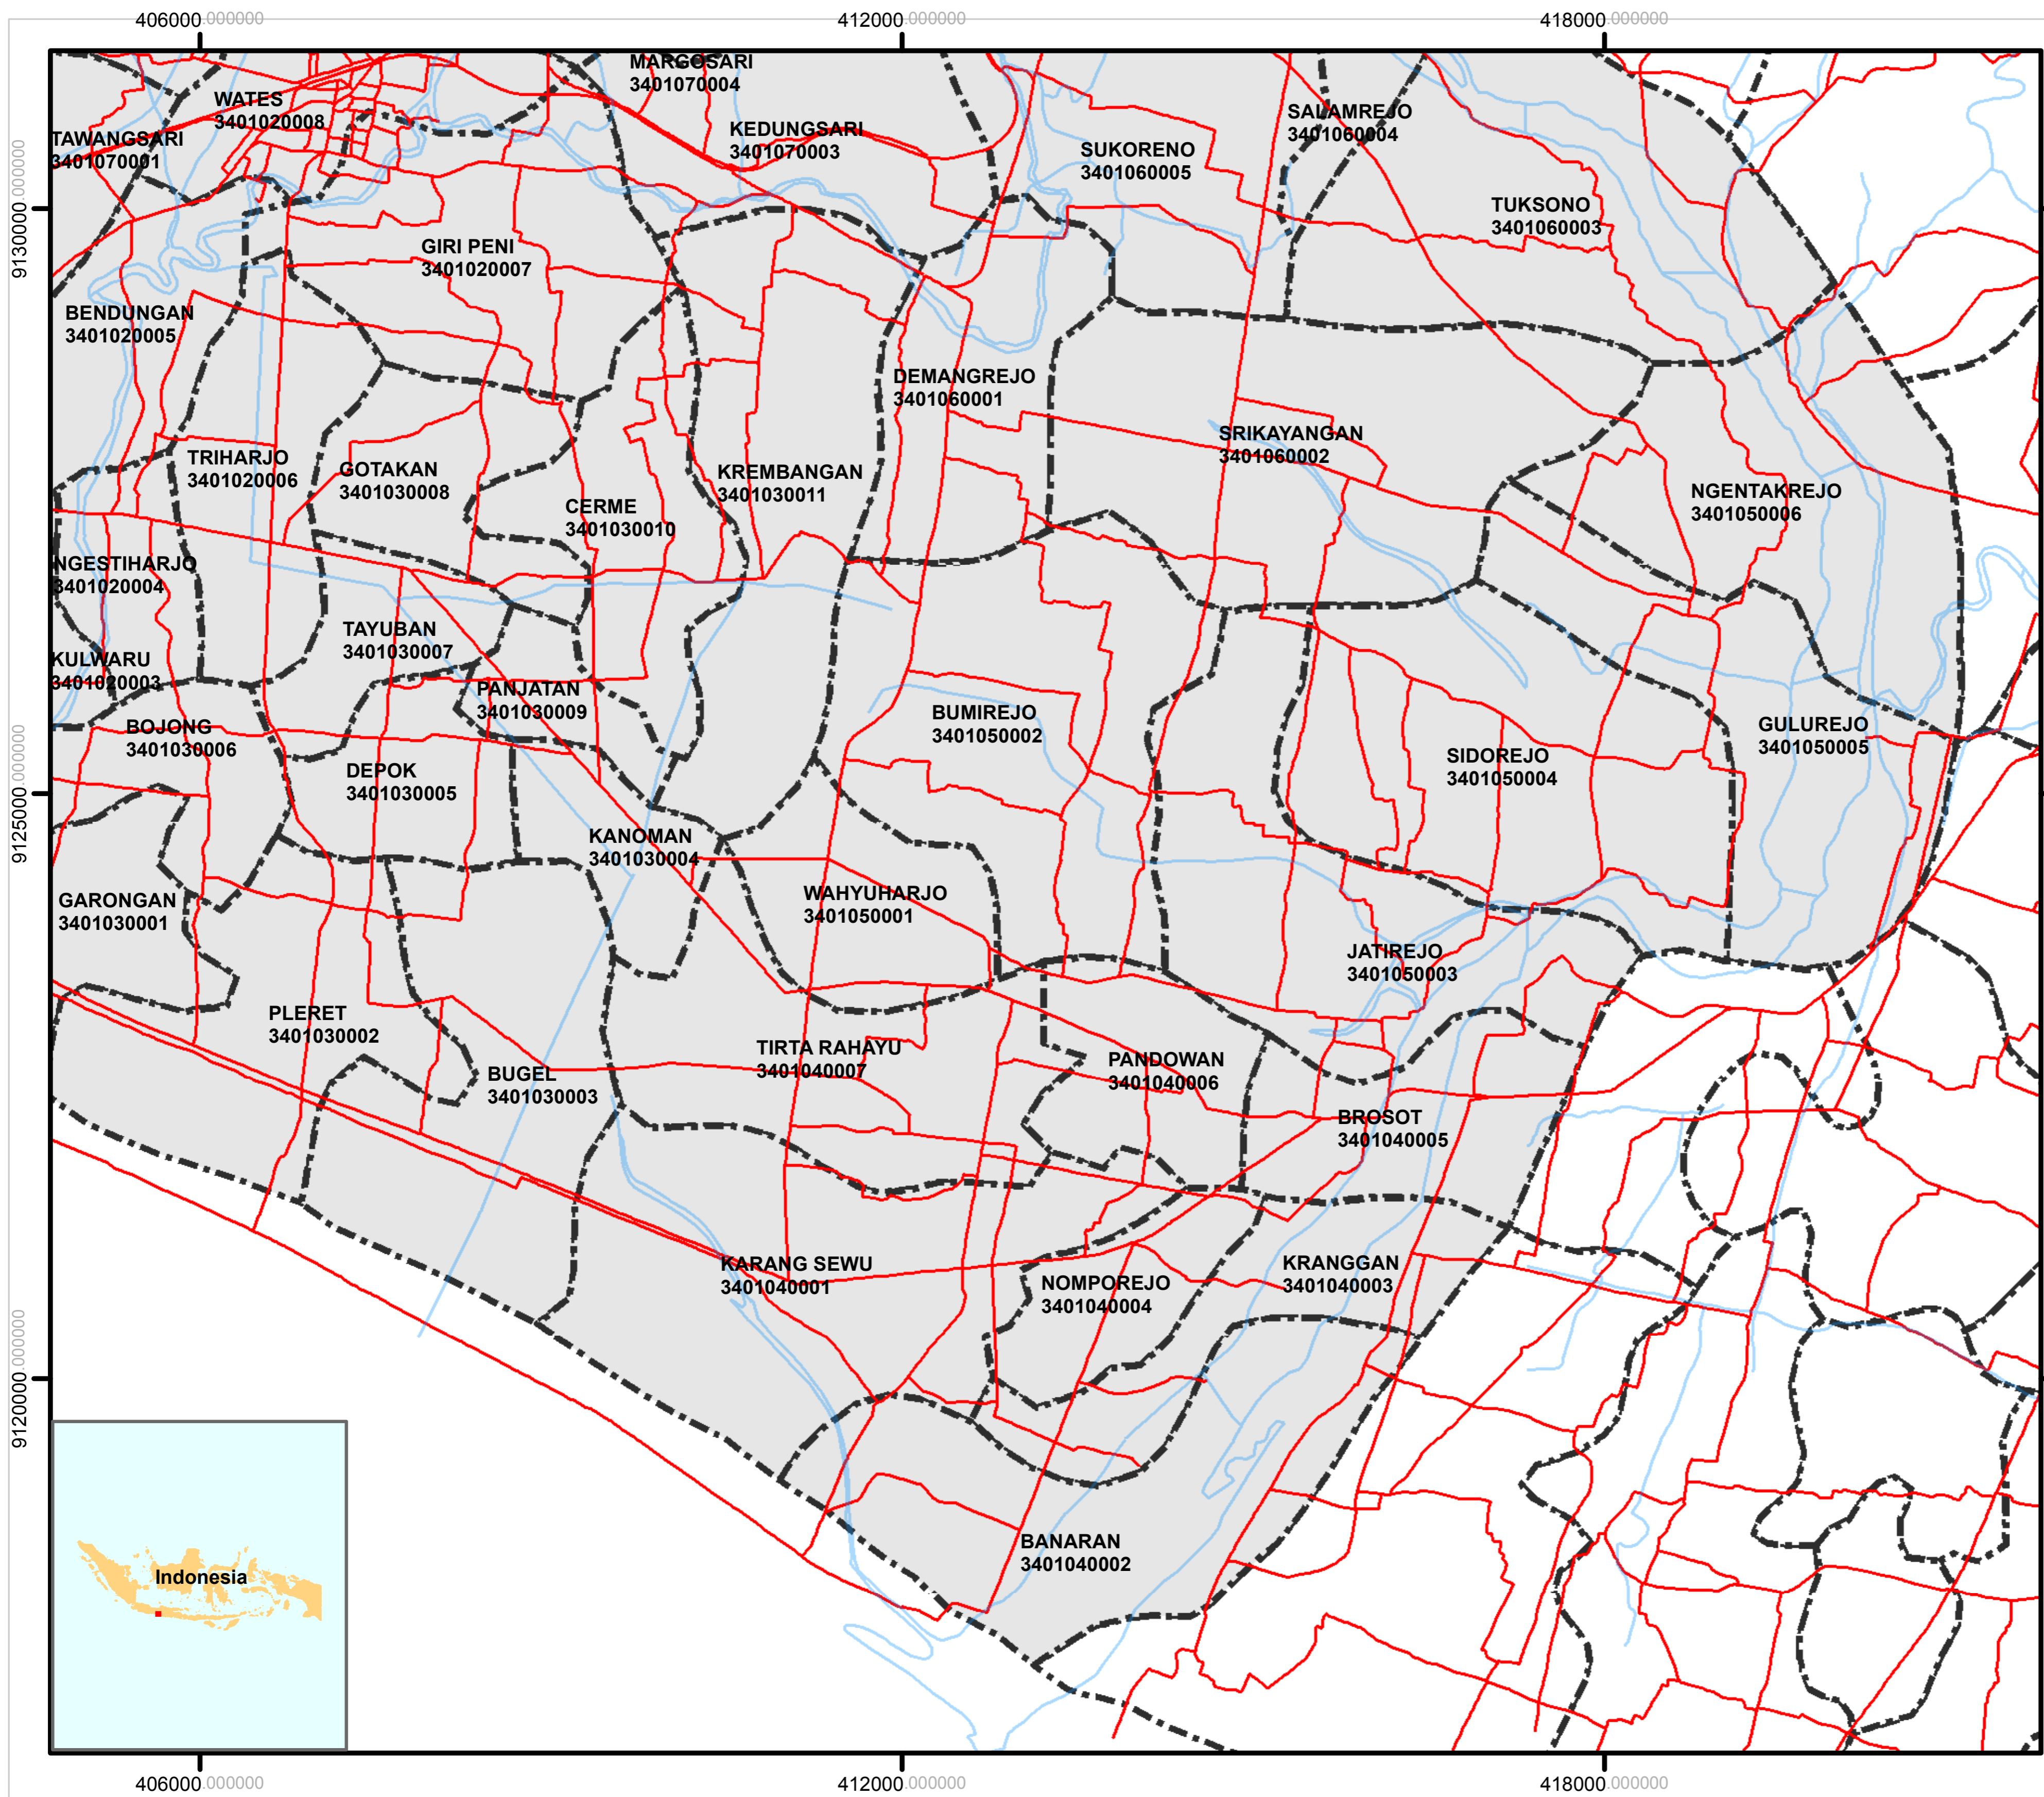 406000.000000
412000.000000
418000.000000
MARGOSARI
3401070004
WATES
3401020008
SALAMREJO
3401060004
TAWANGSARI
3401070001
KEDUNGSARI
3401070003
SUKORENO
3401060005
9130000.000000
TUKSONO
3401060003
GIRI PENI
3401020007
BENDUNGAN
3401020005
DEMANGREJO
3401060001
SRIKAYANGAN
3401060002
TRIHARJO
3401020006
GOTAKAN
3401030008
KREMBANGAN
3401030011
NGENTAKREJO
3401050006
CERME
3401030010
NGESTIHARJO
3401020004
TAYUBAN
3401030007
KULWARU
3401020003
PANJATAN
3401030009
BUMIREJO
3401050002
GULUREJO
3401050005
BOJONG
3401030006
SIDOREJO
3401050004
DEPOK
3401030005
9125000.000000
KANOMAN
3401030004
WAHYUHARJO
3401050001
GARONGAN
3401030001
JATIREJO
3401050003
PLERET
3401030002
TIRTA RAHAYU
3401040007
PANDOWAN
3401040006
BUGEL
3401030003
BROSOT
3401040005
KARANG SEWU
3401040001
KRANGGAN
3401040003
NOMPOREJO
3401040004
9120000.000000
BANARAN
3401040002
Indonesia
406000.000000
412000.000000
418000.000000